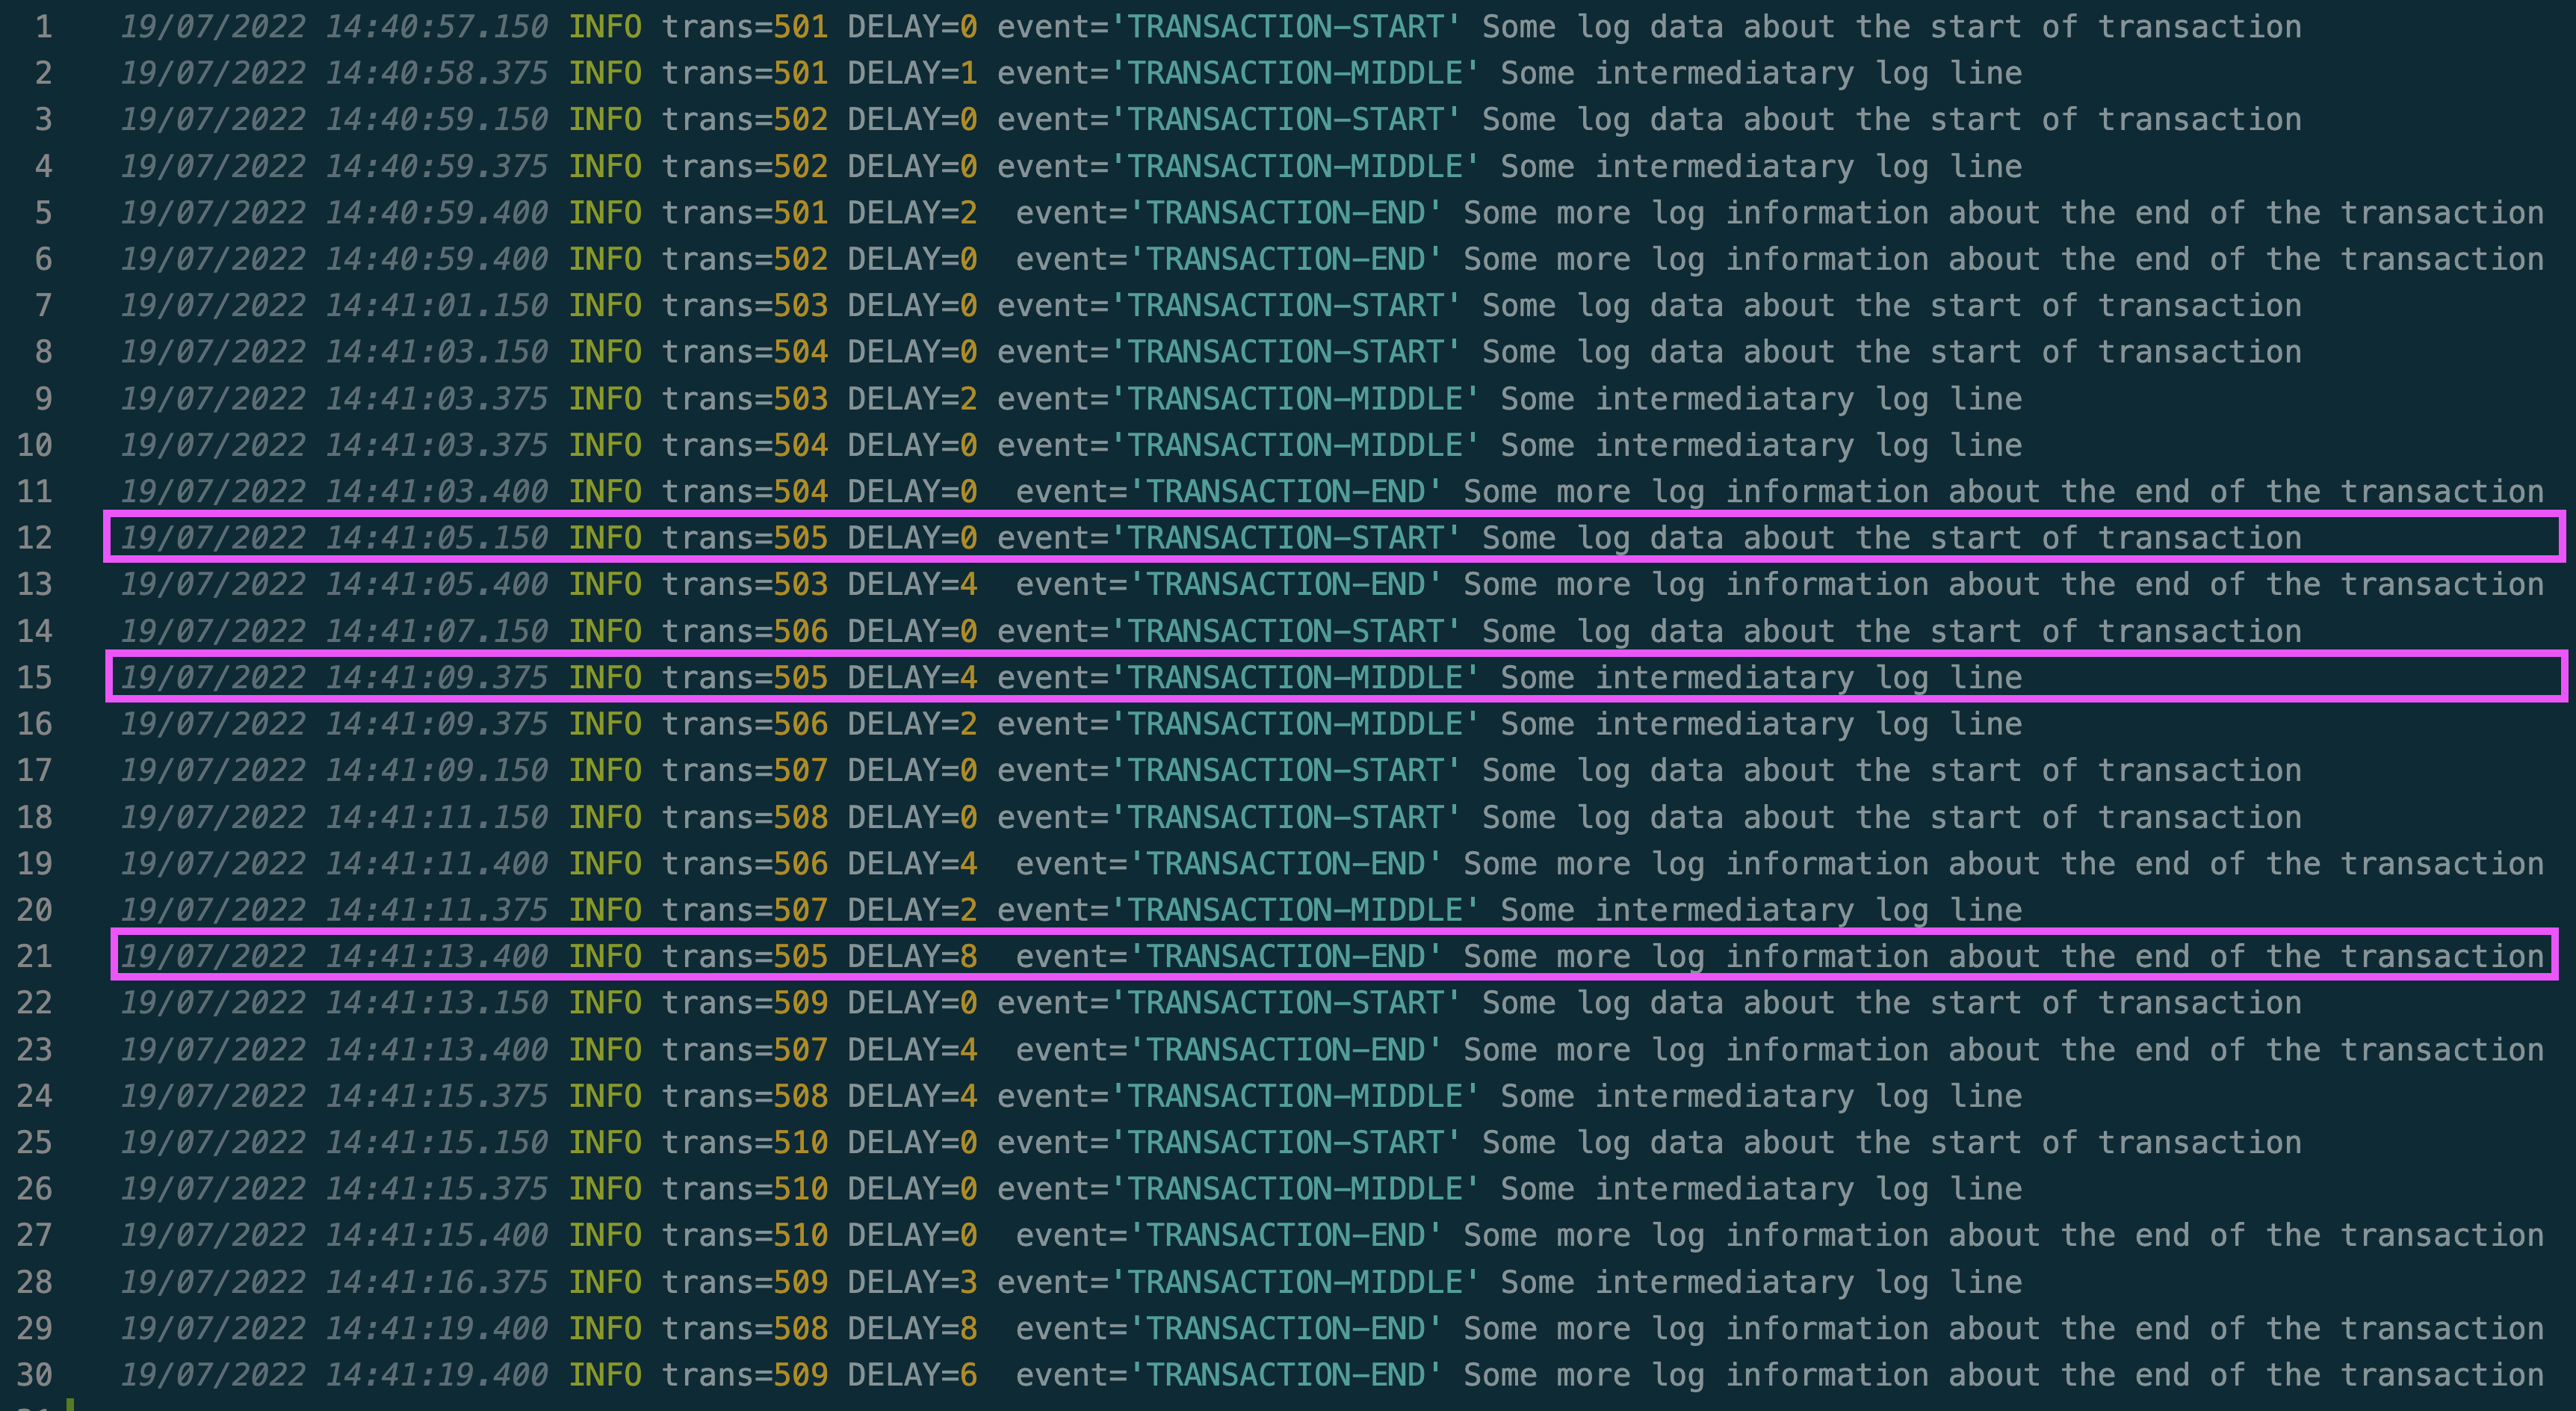 1 19/07/2022 14:40:57.150 INFO trans=501 DELAY=0 event='TRANSACTION-START' Some log data about the start of transaction
2 19/07/2022 14:40:58.375 INFO trans=501 DELAY=1 event='TRANSACTION-MIDDLE' Some intermediatary log line
3 19/07/2022 14:40:59.150 INFO trans=502 DELAY=0 event='TRANSACTION-START' Some log data about the start of transaction
4 19/07/2022 14:40:59.375 INFO trans=502 DELAY=0 event='TRANSACTION-MIDDLE' Some intermediatary log line
5 19/07/2022 14:40:59.400 INFO trans=501 DELAY=2  event='TRANSACTION-END' Some more log information about the end of the transaction
6 19/07/2022 14:40:59.400 INFO trans=502 DELAY=0  event='TRANSACTION-END' Some more log information about the end of the transaction
7 19/07/2022 14:41:01.150 INFO trans=503 DELAY=0 event='TRANSACTION-START' Some log data about the start of transaction
8 19/07/2022 14:41:03.150 INFO trans=504 DELAY=0 event='TRANSACTION-START' Some log data about the start of transaction
9 19/07/2022 14:41:03.375 INFO trans=503 DELAY=2 event='TRANSACTION-MIDDLE' Some intermediatary log line
10 19/07/2022 14:41:03.375 INFO trans=504 DELAY=0 event='TRANSACTION-MIDDLE' Some intermediatary log line
11 19/07/2022 14:41:03.400 INFO trans=504 DELAY=0  event='TRANSACTION-END' Some more log information about the end of the transaction
12 19/07/2022 14:41:05.150 INFO trans=505 DELAY=0 event='TRANSACTION-START' Some log data about the start of transaction
13 19/07/2022 14:41:05.400 INFO trans=503 DELAY=4  event='TRANSACTION-END' Some more log information about the end of the transaction
14 19/07/2022 14:41:07.150 INFO trans=506 DELAY=0 event='TRANSACTION-START' Some log data about the start of transaction
15 19/07/2022 14:41:09.375 INFO trans=505 DELAY=4 event='TRANSACTION-MIDDLE' Some intermediatary log line
16 19/07/2022 14:41:09.375 INFO trans=506 DELAY=2 event='TRANSACTION-MIDDLE' Some intermediatary log line
17 19/07/2022 14:41:09.150 INFO trans=507 DELAY=0 event='TRANSACTION-START' Some log data about the start of transaction
18 19/07/2022 14:41:11.150 INFO trans=508 DELAY=0 event='TRANSACTION-START' Some log data about the start of transaction
19 19/07/2022 14:41:11.400 INFO trans=506 DELAY=4  event='TRANSACTION-END' Some more log information about the end of the transaction
20 19/07/2022 14:41:11.375 INFO trans=507 DELAY=2 event='TRANSACTION-MIDDLE' Some intermediatary log line
21 19/07/2022 14:41:13.400 INFO trans=505 DELAY=8  event='TRANSACTION-END' Some more log information about the end of the transaction
22 19/07/2022 14:41:13.150 INFO trans=509 DELAY=0 event='TRANSACTION-START' Some log data about the start of transaction
23 19/07/2022 14:41:13.400 INFO trans=507 DELAY=4  event='TRANSACTION-END' Some more log information about the end of the transaction
24 19/07/2022 14:41:15.375 INFO trans=508 DELAY=4 event='TRANSACTION-MIDDLE' Some intermediatary log line
25 19/07/2022 14:41:15.150 INFO trans=510 DELAY=0 event='TRANSACTION-START' Some log data about the start of transaction
26 19/07/2022 14:41:15.375 INFO trans=510 DELAY=0 event='TRANSACTION-MIDDLE' Some intermediatary log line
27 19/07/2022 14:41:15.400 INFO trans=510 DELAY=0  event='TRANSACTION-END' Some more log information about the end of the transaction
28 19/07/2022 14:41:16.375 INFO trans=509 DELAY=3 event='TRANSACTION-MIDDLE' Some intermediatary log line
29 19/07/2022 14:41:19.400 INFO trans=508 DELAY=8  event='TRANSACTION-END' Some more log information about the end of the transaction
30 19/07/2022 14:41:19.400 INFO trans=509 DELAY=6  event='TRANSACTION-END' Some more log information about the end of the transaction